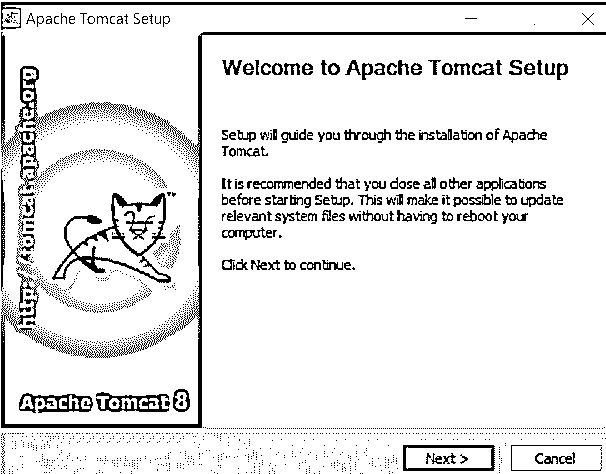 Apache Tomcat Setup
http://tomcat.apache.org
Apache Tomcat 8
Welcome to Apache Tomcat Setup
Setup will guide you through the installation of Apache
Tomcat.
It is recommended that you close all other applications
before starting Setup. This will make it possible to update
relevant system files without having to reboot your
computer.
Click Next to continue.
Next >
Cancel